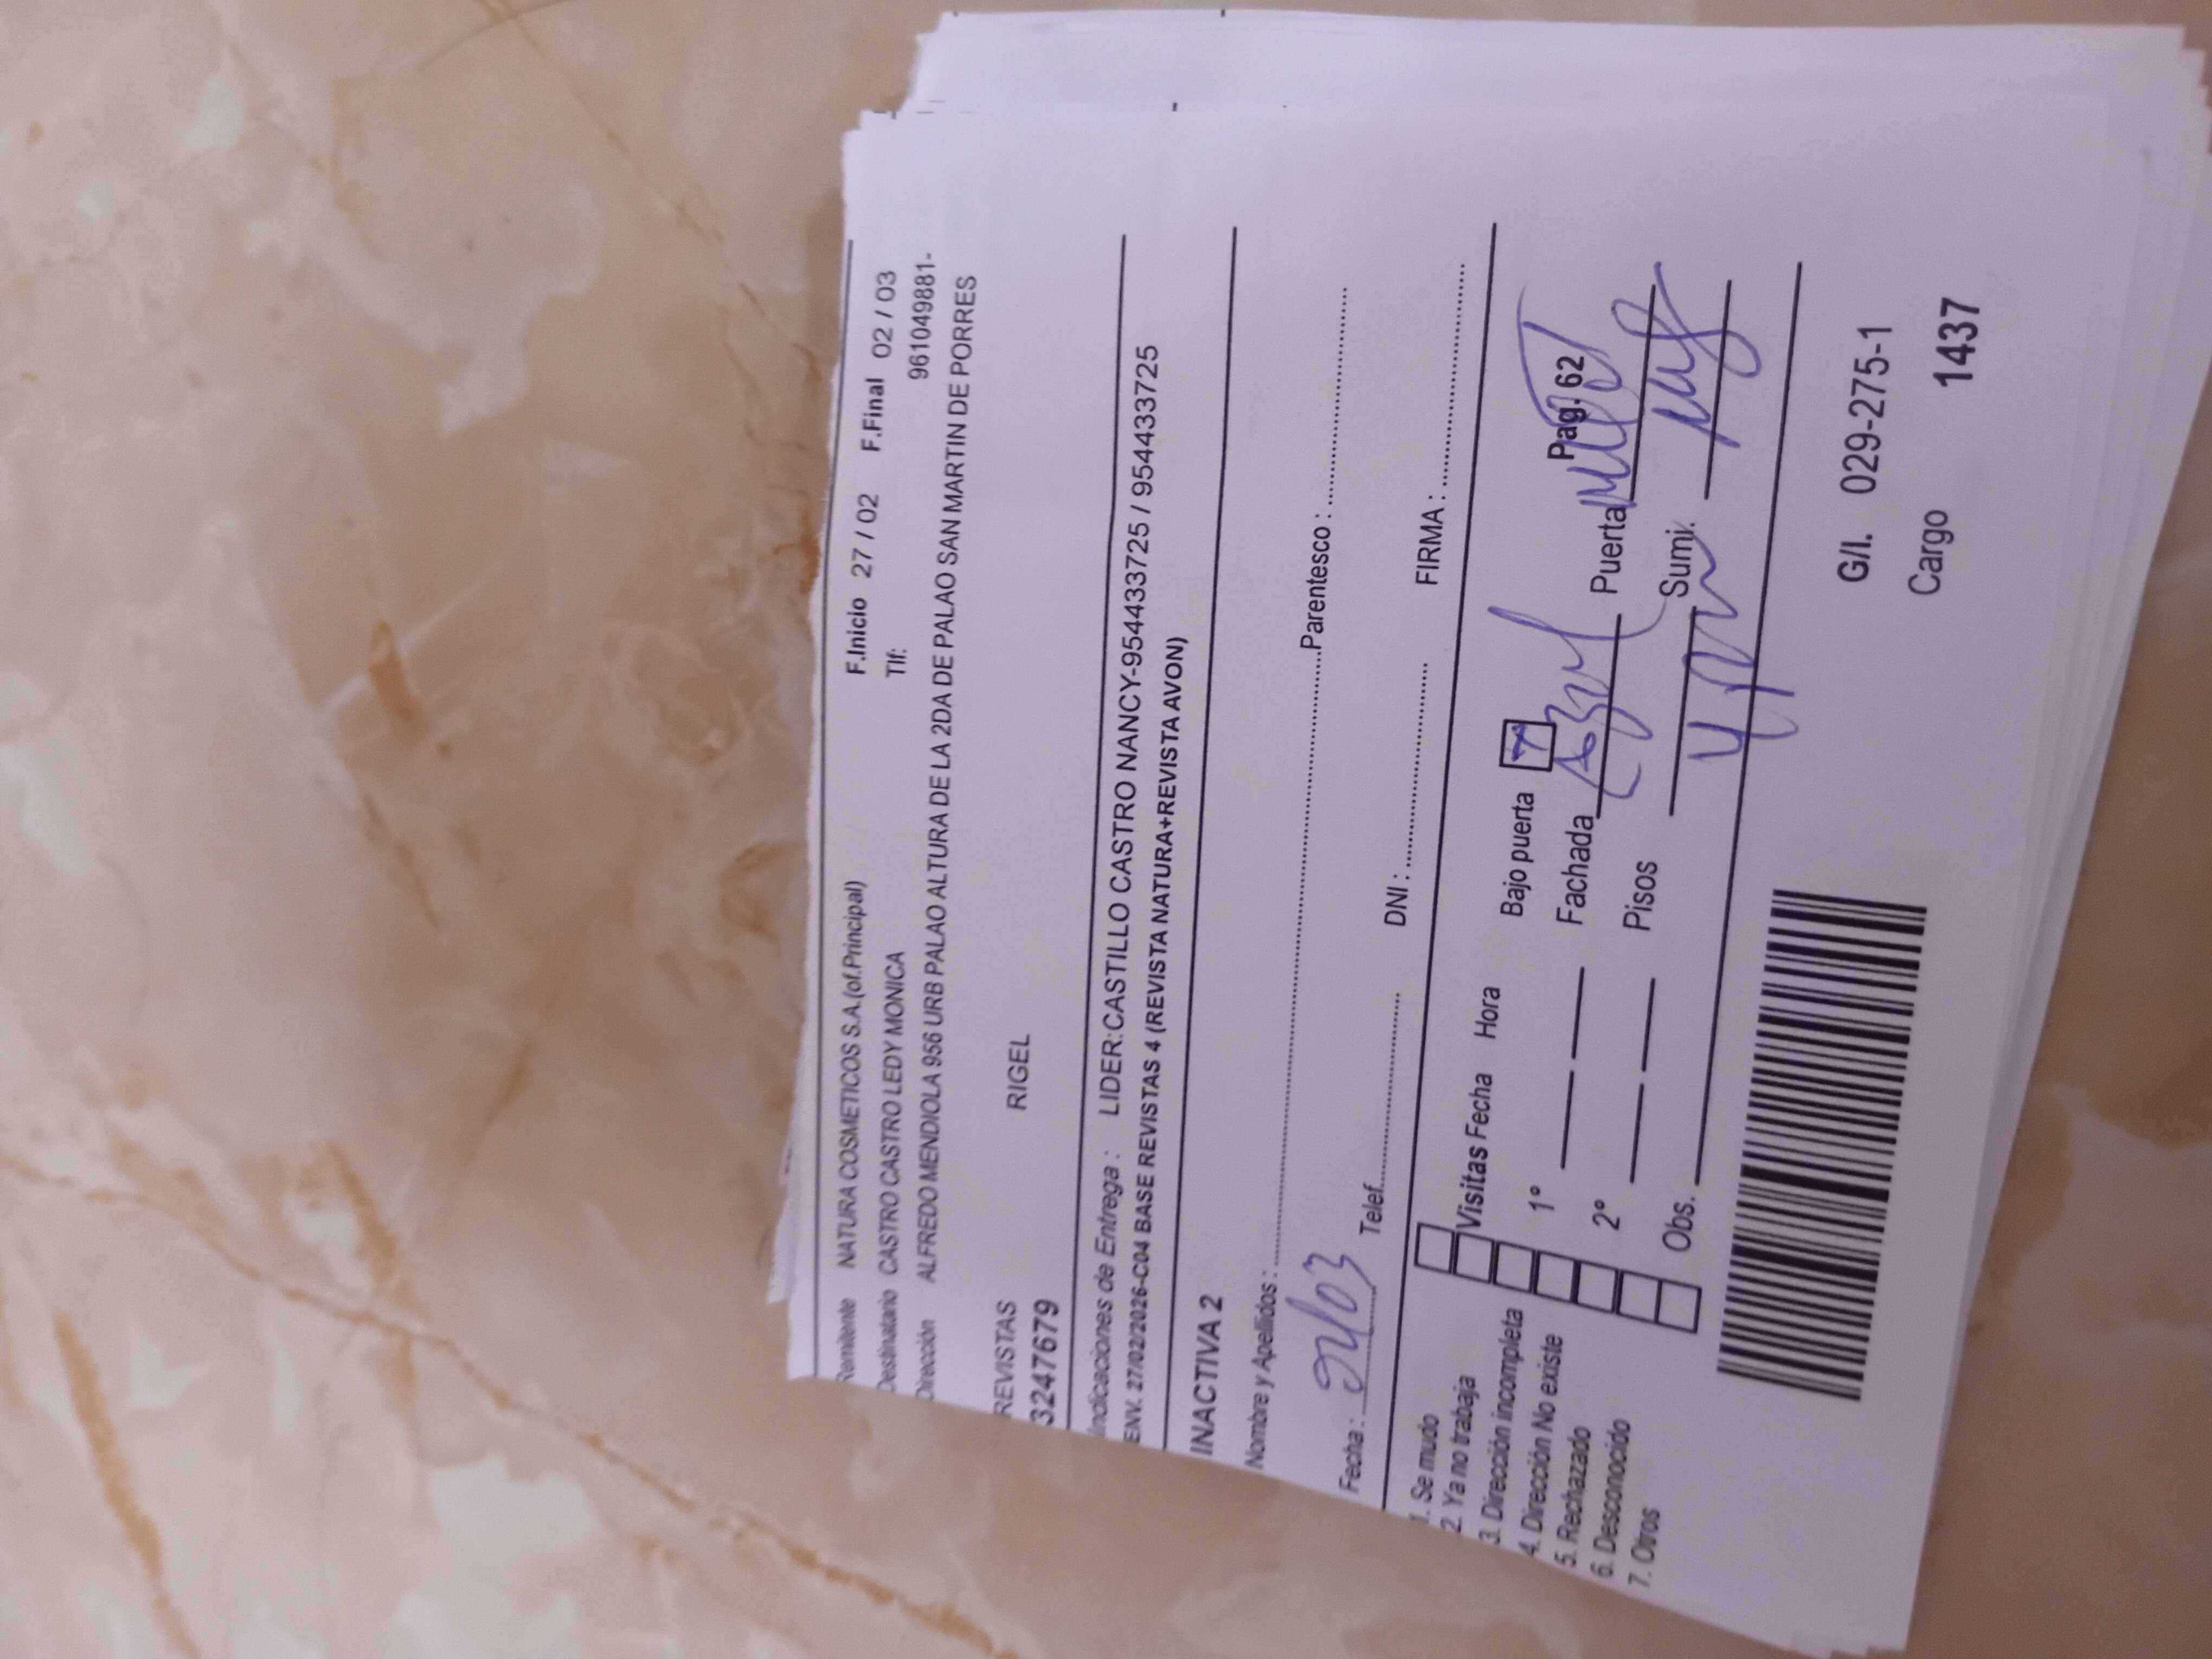 Remitente NATURA COSMETICOS S.A.(of.Principal) F.Inicio 27 / 02 F.Final 02 / 03
Destinatario CASTRO CASTRO LEDY MONICA Tlf: 961049881-
Dirección ALFREDO MENDIOLA 956 URB PALAO ALTURA DE LA 2DA DE PALAO SAN MARTIN DE PORRES
REVISTAS RIGEL
3247679
Indicaciones de Entrega : LIDER:CASTILLO CASTRO NANCY-954433725 / 954433725
ENV. 27/02/2026-C04 BASE REVISTAS 4 (REVISTA NATURA+REVISTA AVON)
INACTIVA 2
Nombre y Apellidos : Parentesco :
Fecha : 02/03 Telef. DNI : FIRMA :
1. Se mudo
2. Ya no trabaja
3. Dirección incompleta
4. Dirección No existe
5. Rechazado
6. Desconocido
7. Otros
Visitas Fecha Hora
1º
2º
Obs.
Bajo puerta
Pag. 62
Fachada Azul Puerta
Pisos Sumi.
G/I. 029-275-1
Cargo 1437